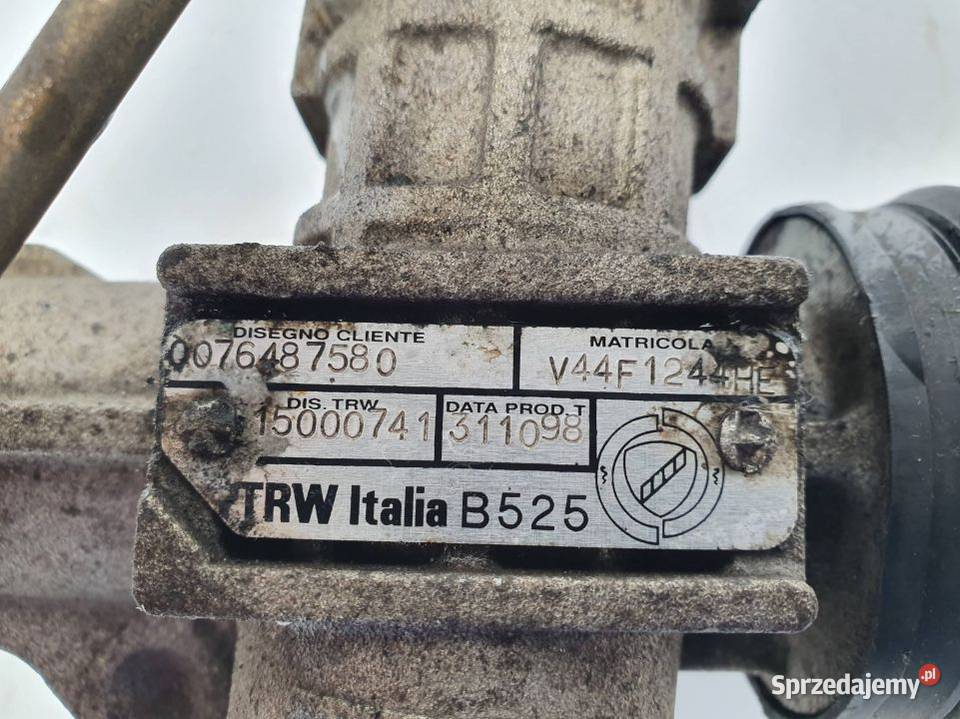 DISEGNO CLIENTE MATRICOLA
0076487580 V44F1244HE
DIS. TRW DATA PROD.T
15000741 311098
TRW Italia B525
Sprzedajemy.pl